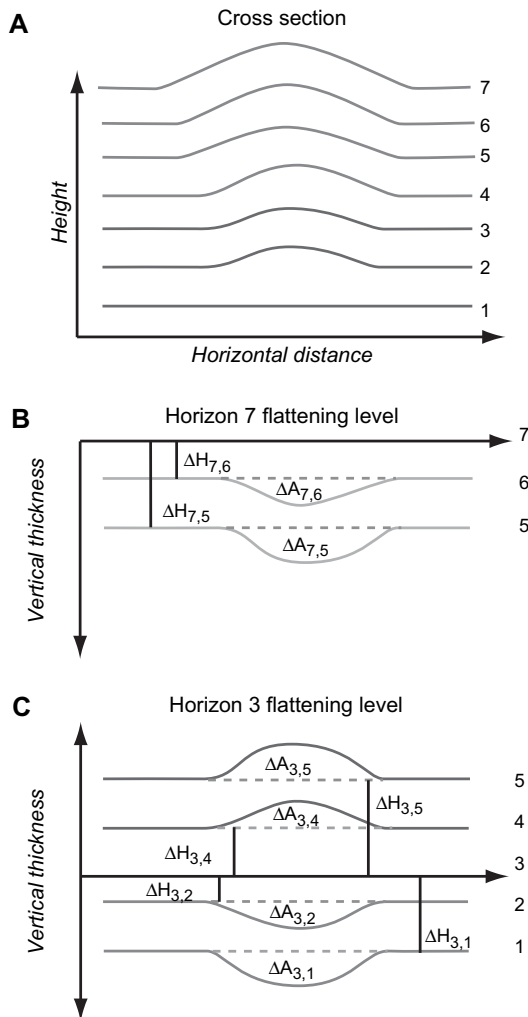 A
Cross section
7
6
5
4
3
2
1
Height
Horizontal distance
B
Horizon 7 flattening level
7
6
5
ΔH7,6
ΔA7,6
ΔH7,5
ΔA7,5
Vertical thickness
C
Horizon 3 flattening level
5
4
3
2
1
ΔA3,5
ΔH3,5
ΔA3,4
ΔH3,4
ΔH3,2
ΔA3,2
ΔH3,1
ΔA3,1
Vertical thickness